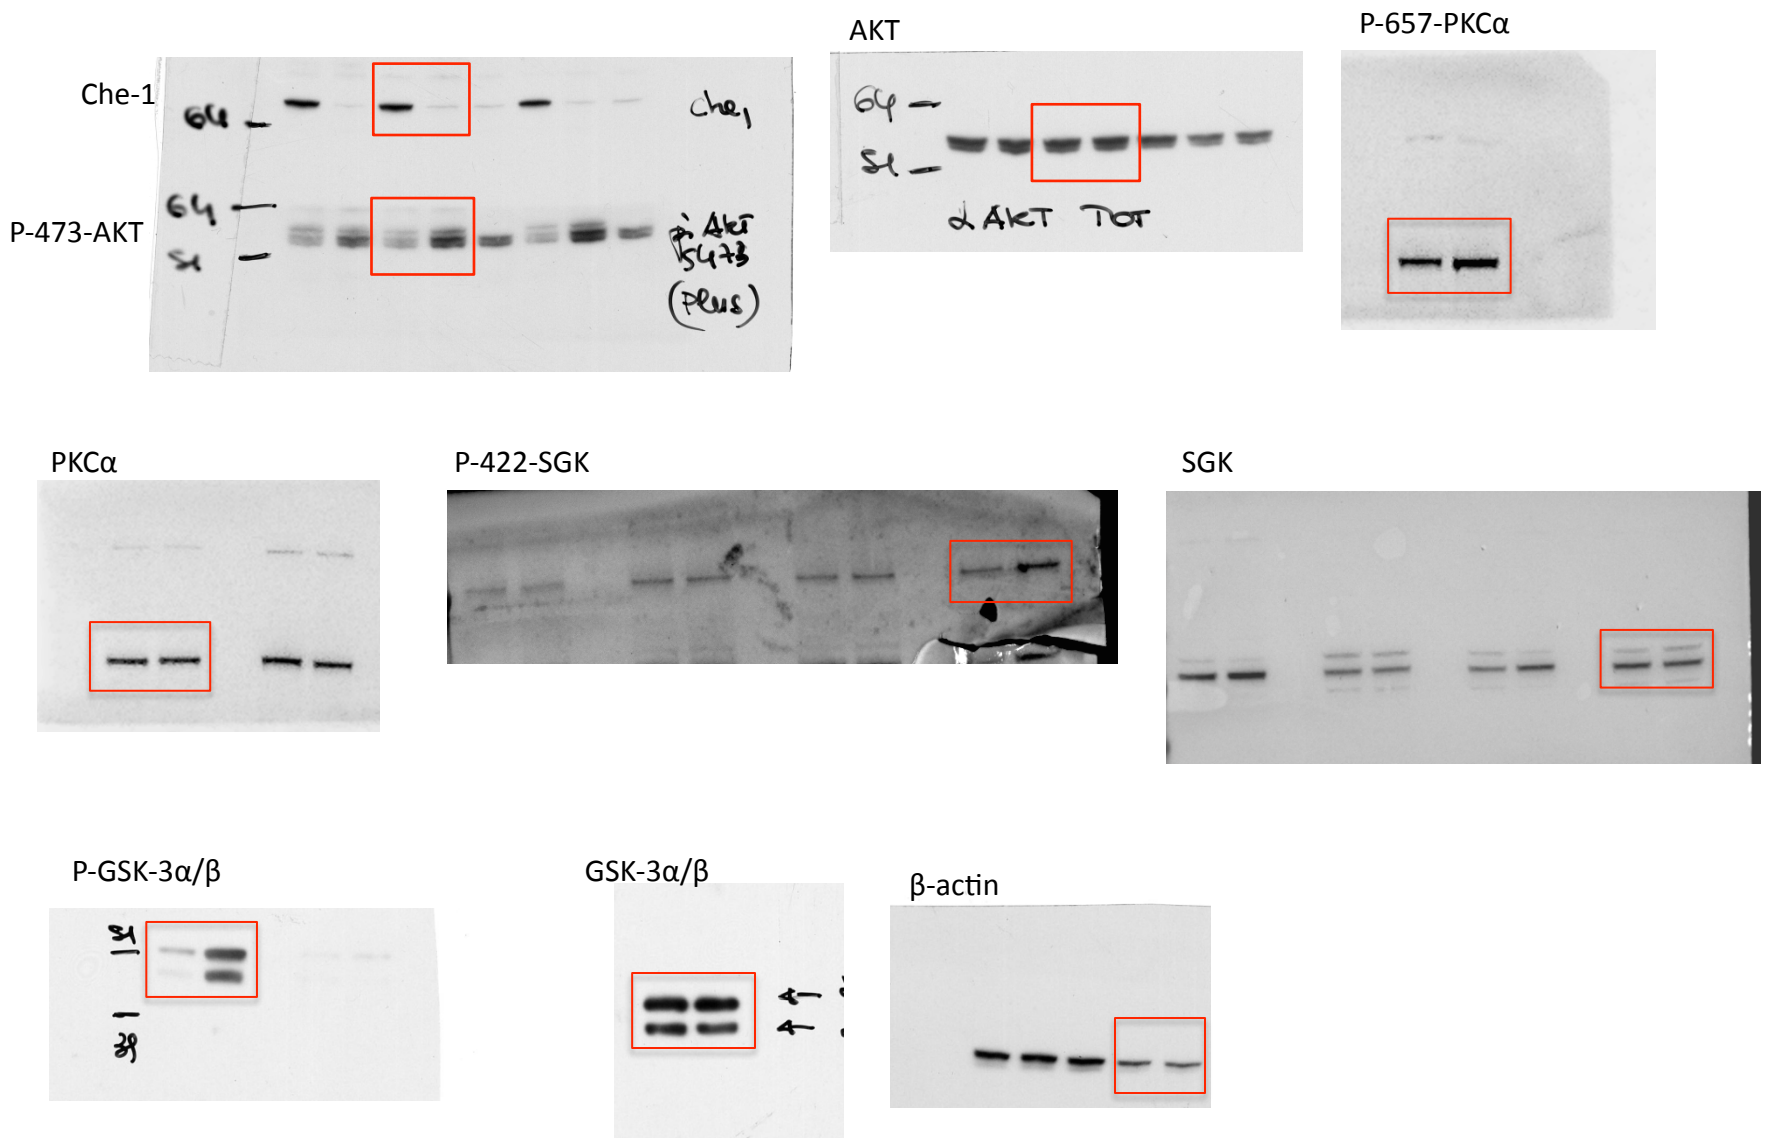 AKT
P-657-PKCα
Che-1
64
Che1
64
P-473-AKT
51
p AKT
S473
(Plus)
64
51
α AKT TOT
PKCα
P-422-SGK
SGK
P-GSK-3α/β
GSK-3α/β
β-actin
51
39